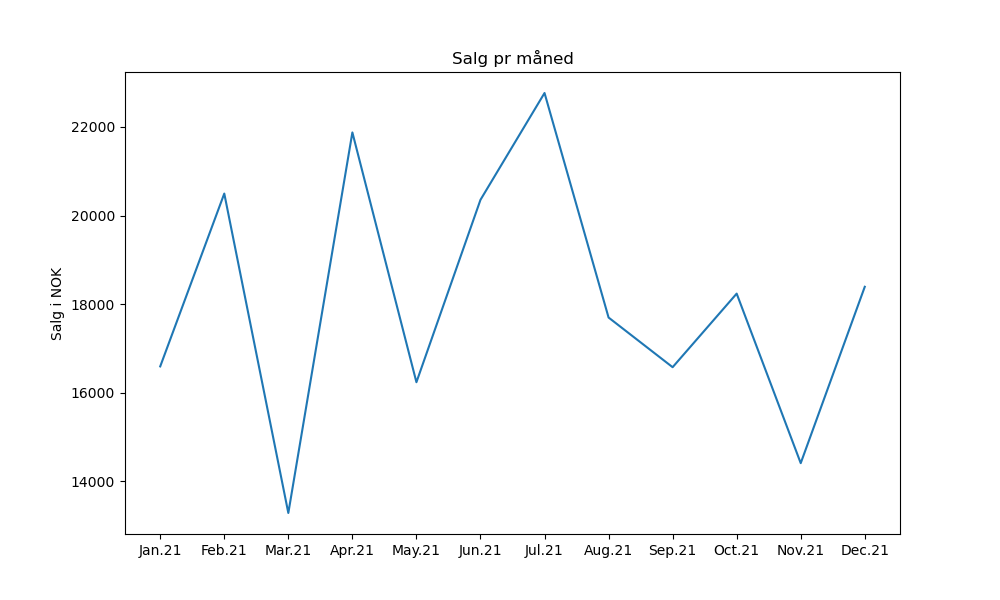 Salg pr måned
Salg i NOK
22000
20000
18000
16000
14000
Jan.21 Feb.21 Mar.21 Apr.21 May.21 Jun.21 Jul.21 Aug.21 Sep.21 Oct.21 Nov.21 Dec.21